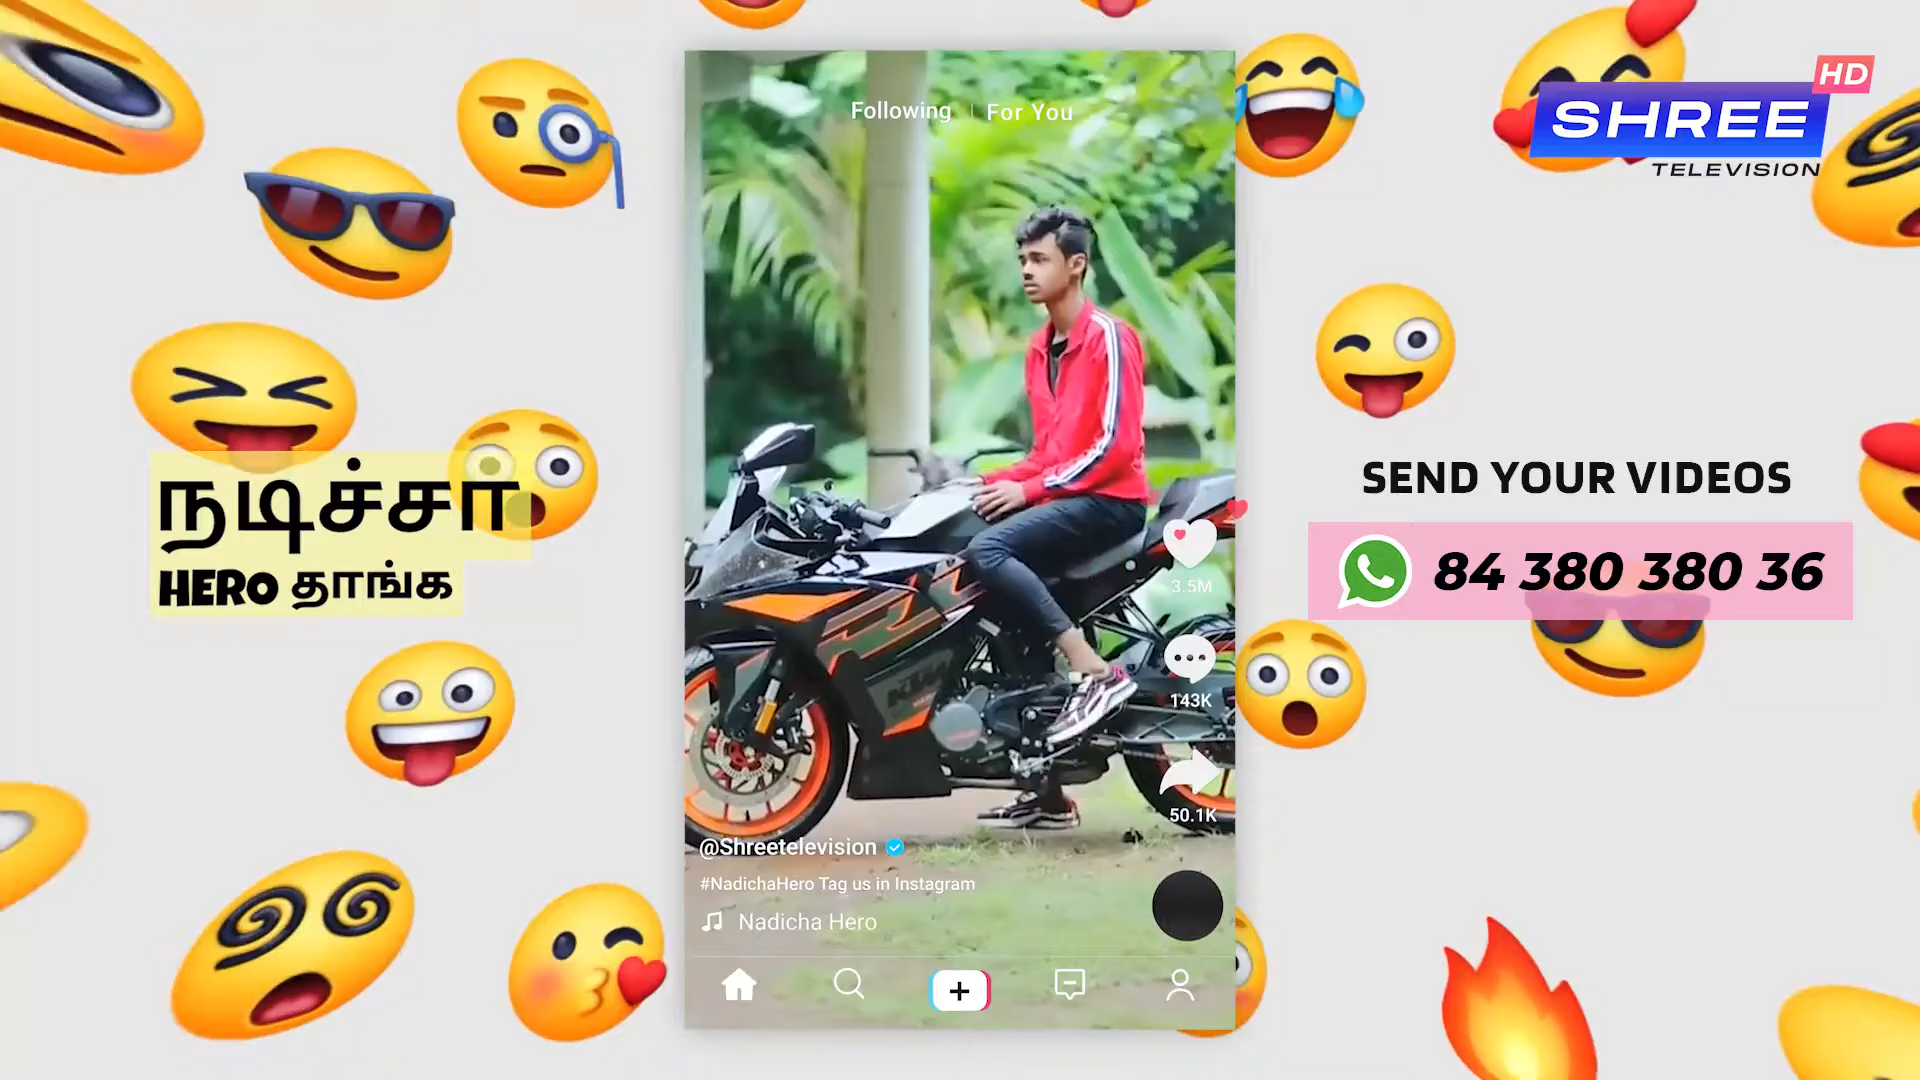 HD
SHREE
TELEVISION
Following | For You
நடிச்சா
HERO தாங்க
SEND YOUR VIDEOS
84 380 380 36
3.5M
KTM
143K
50.1K
@Shreetelevision
#NadichaHero Tag us in Instagram
Nadicha Hero